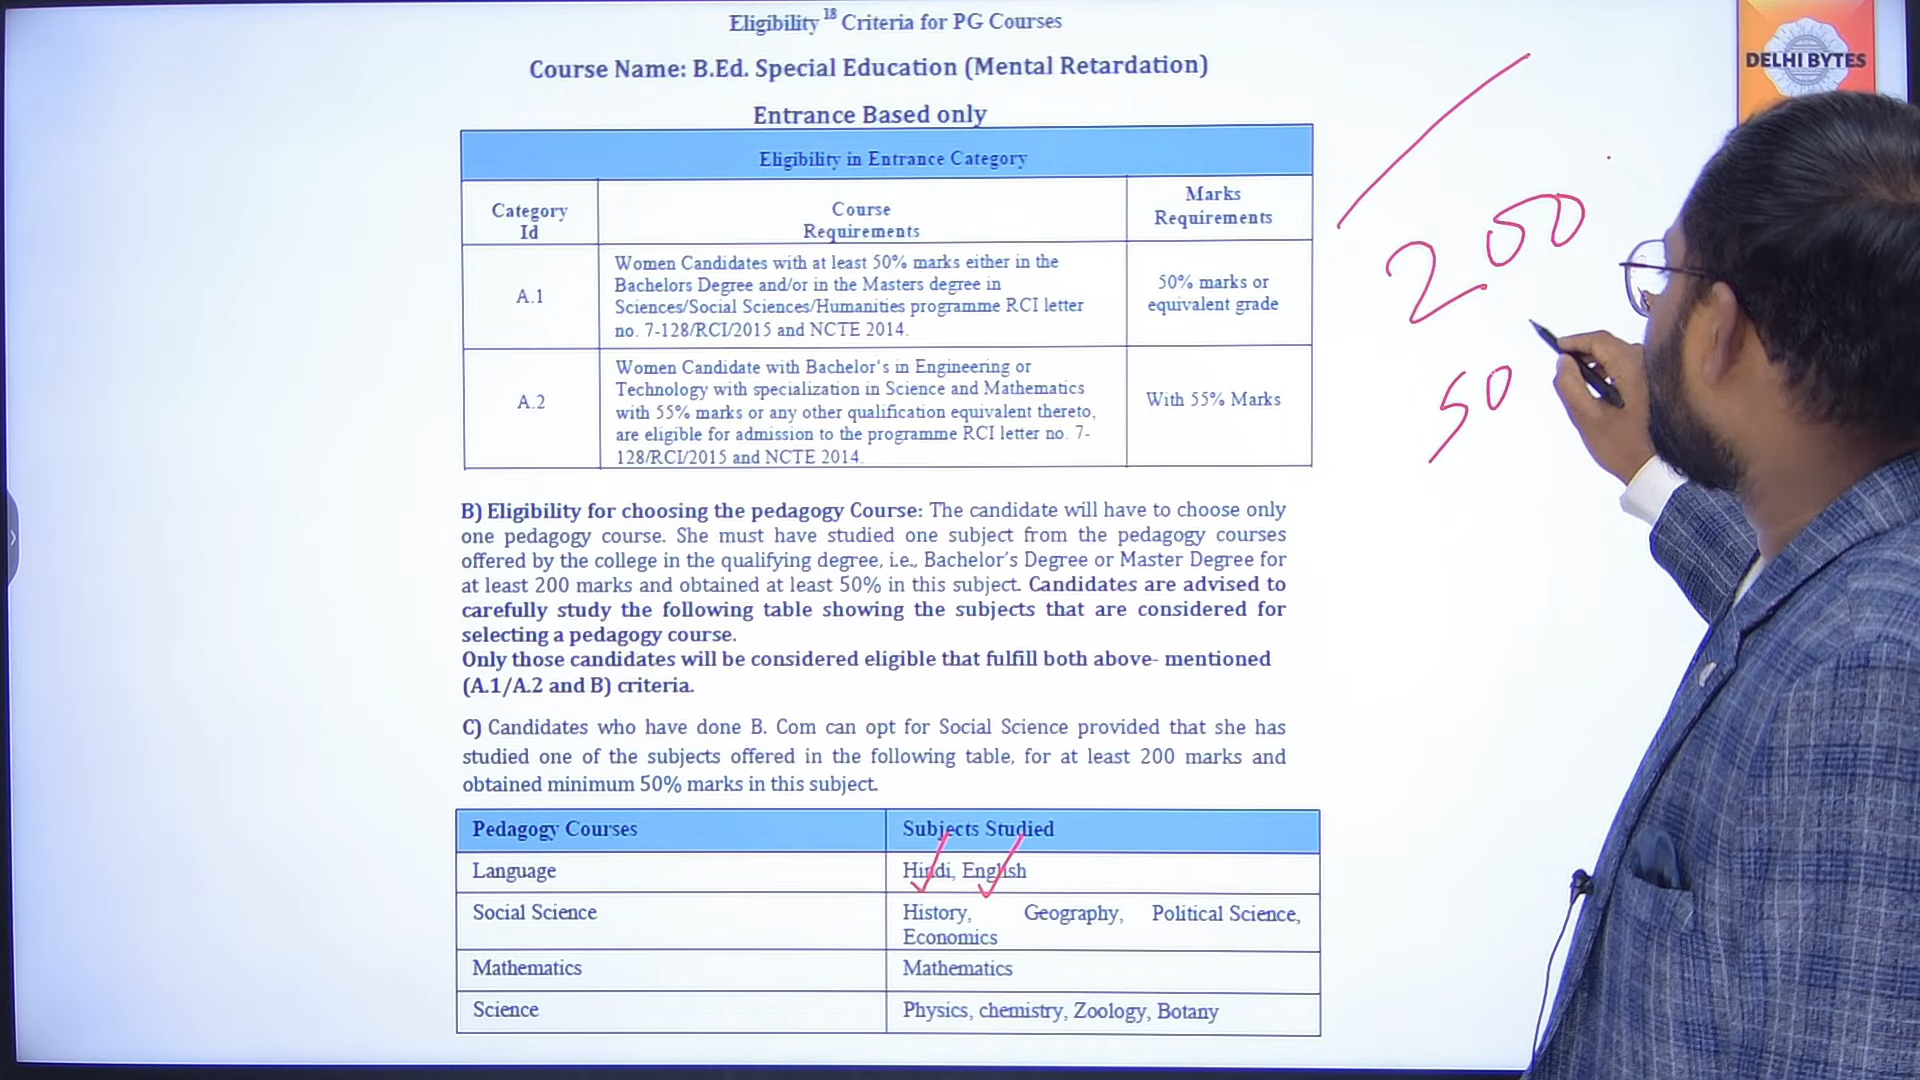 Eligibility 18 Criteria for PG Courses
DELHI BYTES
Course Name: B.Ed. Special Education (Mental Retardation)
Entrance Based only
Eligibility in Entrance Category
Category Id
Course Requirements
Marks Requirements
A.1
Women Candidates with at least 50% marks either in the
Bachelors Degree and/or in the Masters degree in
Sciences/Social Sciences/Humanities programme RCI letter
no. 7-128/RCI/2015 and NCTE 2014.
50% marks or
equivalent grade
A.2
Women Candidate with Bachelor's in Engineering or
Technology with specialization in Science and Mathematics
with 55% marks or any other qualification equivalent thereto,
are eligible for admission to the programme RCI letter no. 7-
128/RCI/2015 and NCTE 2014.
With 55% Marks
200
50
B) Eligibility for choosing the pedagogy Course: The candidate will have to choose only
one pedagogy course. She must have studied one subject from the pedagogy courses
offered by the college in the qualifying degree, i.e., Bachelor's Degree or Master Degree for
at least 200 marks and obtained at least 50% in this subject. Candidates are advised to
carefully study the following table showing the subjects that are considered for
selecting a pedagogy course.
Only those candidates will be considered eligible that fulfill both above- mentioned
(A.1/A.2 and B) criteria.
C) Candidates who have done B. Com can opt for Social Science provided that she has
studied one of the subjects offered in the following table, for at least 200 marks and
obtained minimum 50% marks in this subject.
Pedagogy Courses
Subjects Studied
Language
Hindi, English
Social Science
History, Geography, Political Science,
Economics
Mathematics
Mathematics
Science
Physics, chemistry, Zoology, Botany